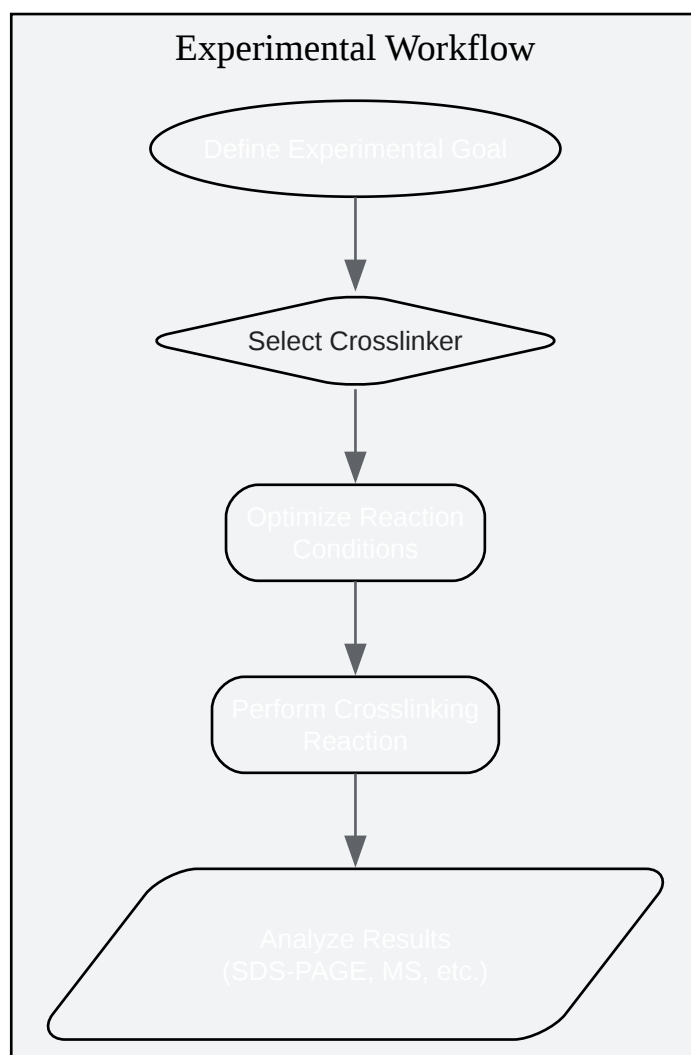 Experimental Workflow
Define Experimental Goal
Select Crosslinker
Optimize Reaction
Conditions
Perform Crosslinking
Reaction
Analyze Results
(SDS-PAGE, MS, etc.)